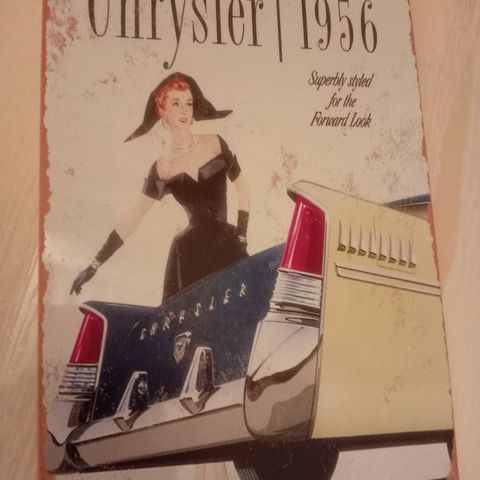 Chrysler | 1956
Superbly styled
for the
Forward Look
CHRYSLER